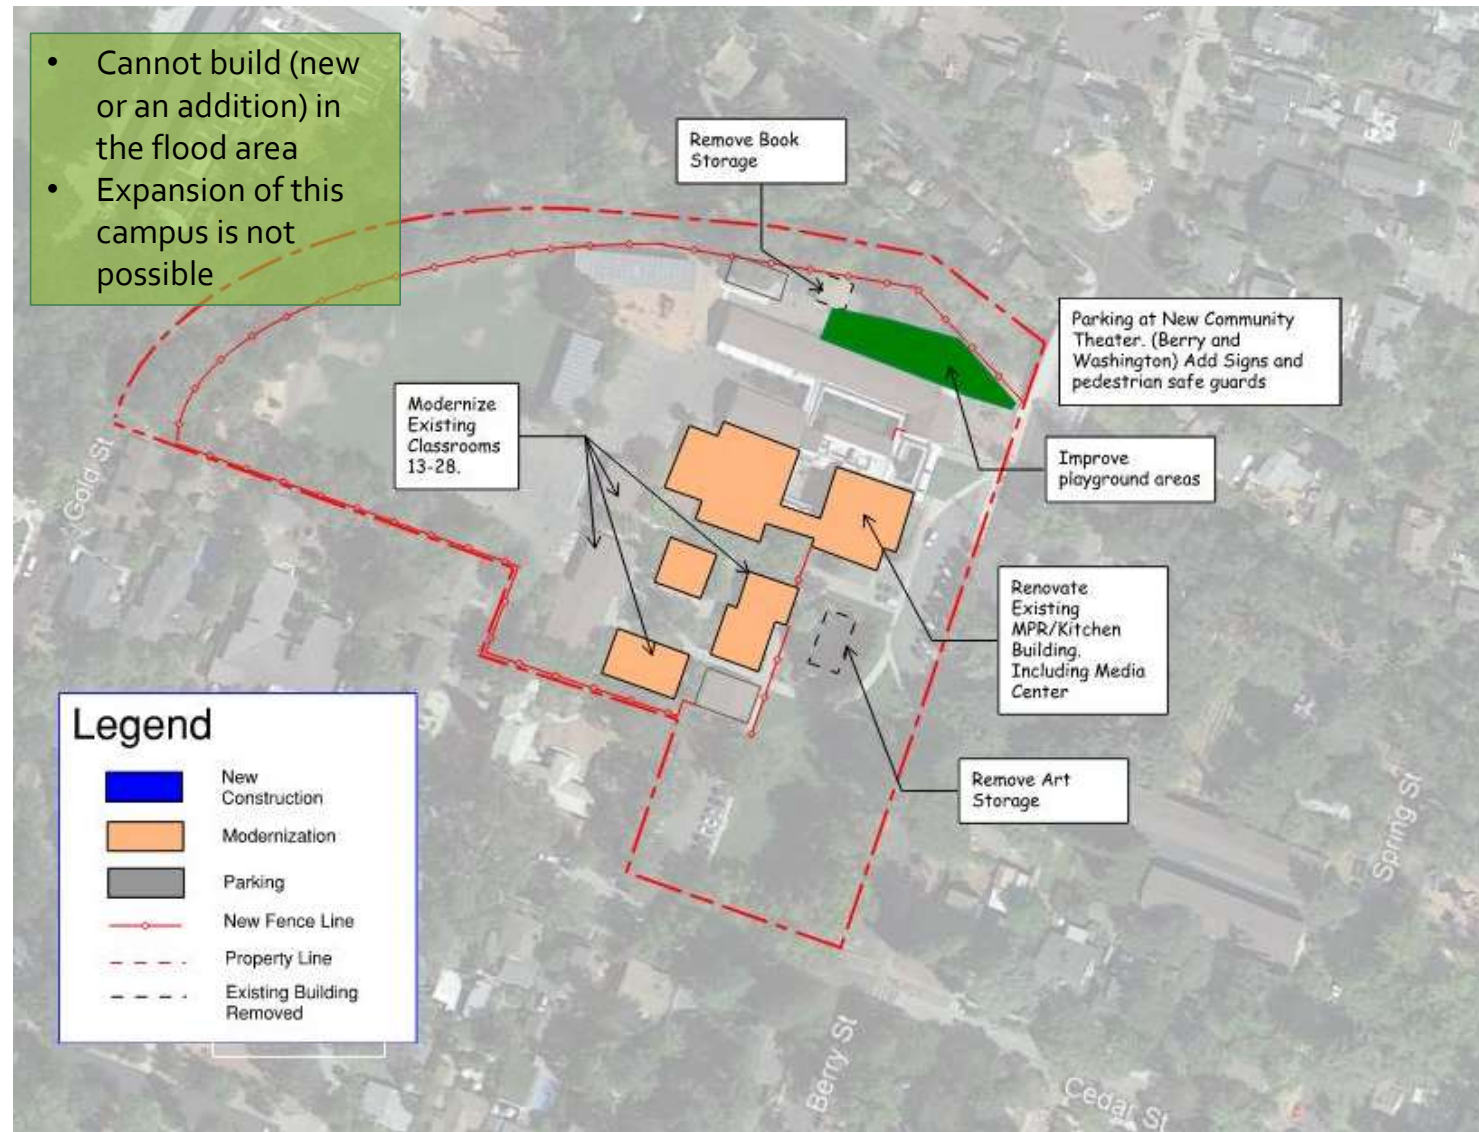 • Cannot build (new
or an addition) in
the flood area
• Expansion of this
campus is not
possible
Remove Book
Storage
Parking at New Community
Theater. (Berry and
Washington) Add Signs and
pedestrian safe guards
Modernize
Existing
Classrooms
13-28.
Improve
playground areas
Gold St
Renovate
Existing
MPR/Kitchen
Building.
Including Media
Center
Remove Art
Storage
Legend
New
Construction
Modernization
Parking
New Fence Line
Property Line
Existing Building
Removed
Spring St
Berry St
Cedar St